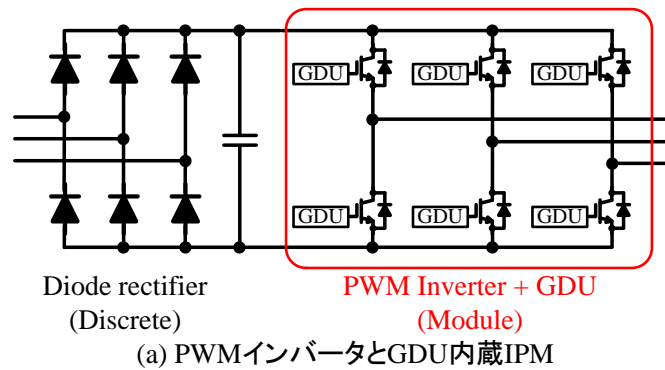 GDU GDU GDU
GDU GDU GDU
Diode rectifier PWM Inverter + GDU
(Discrete) (Module)
(a) PWMインバータとGDU内蔵IPM